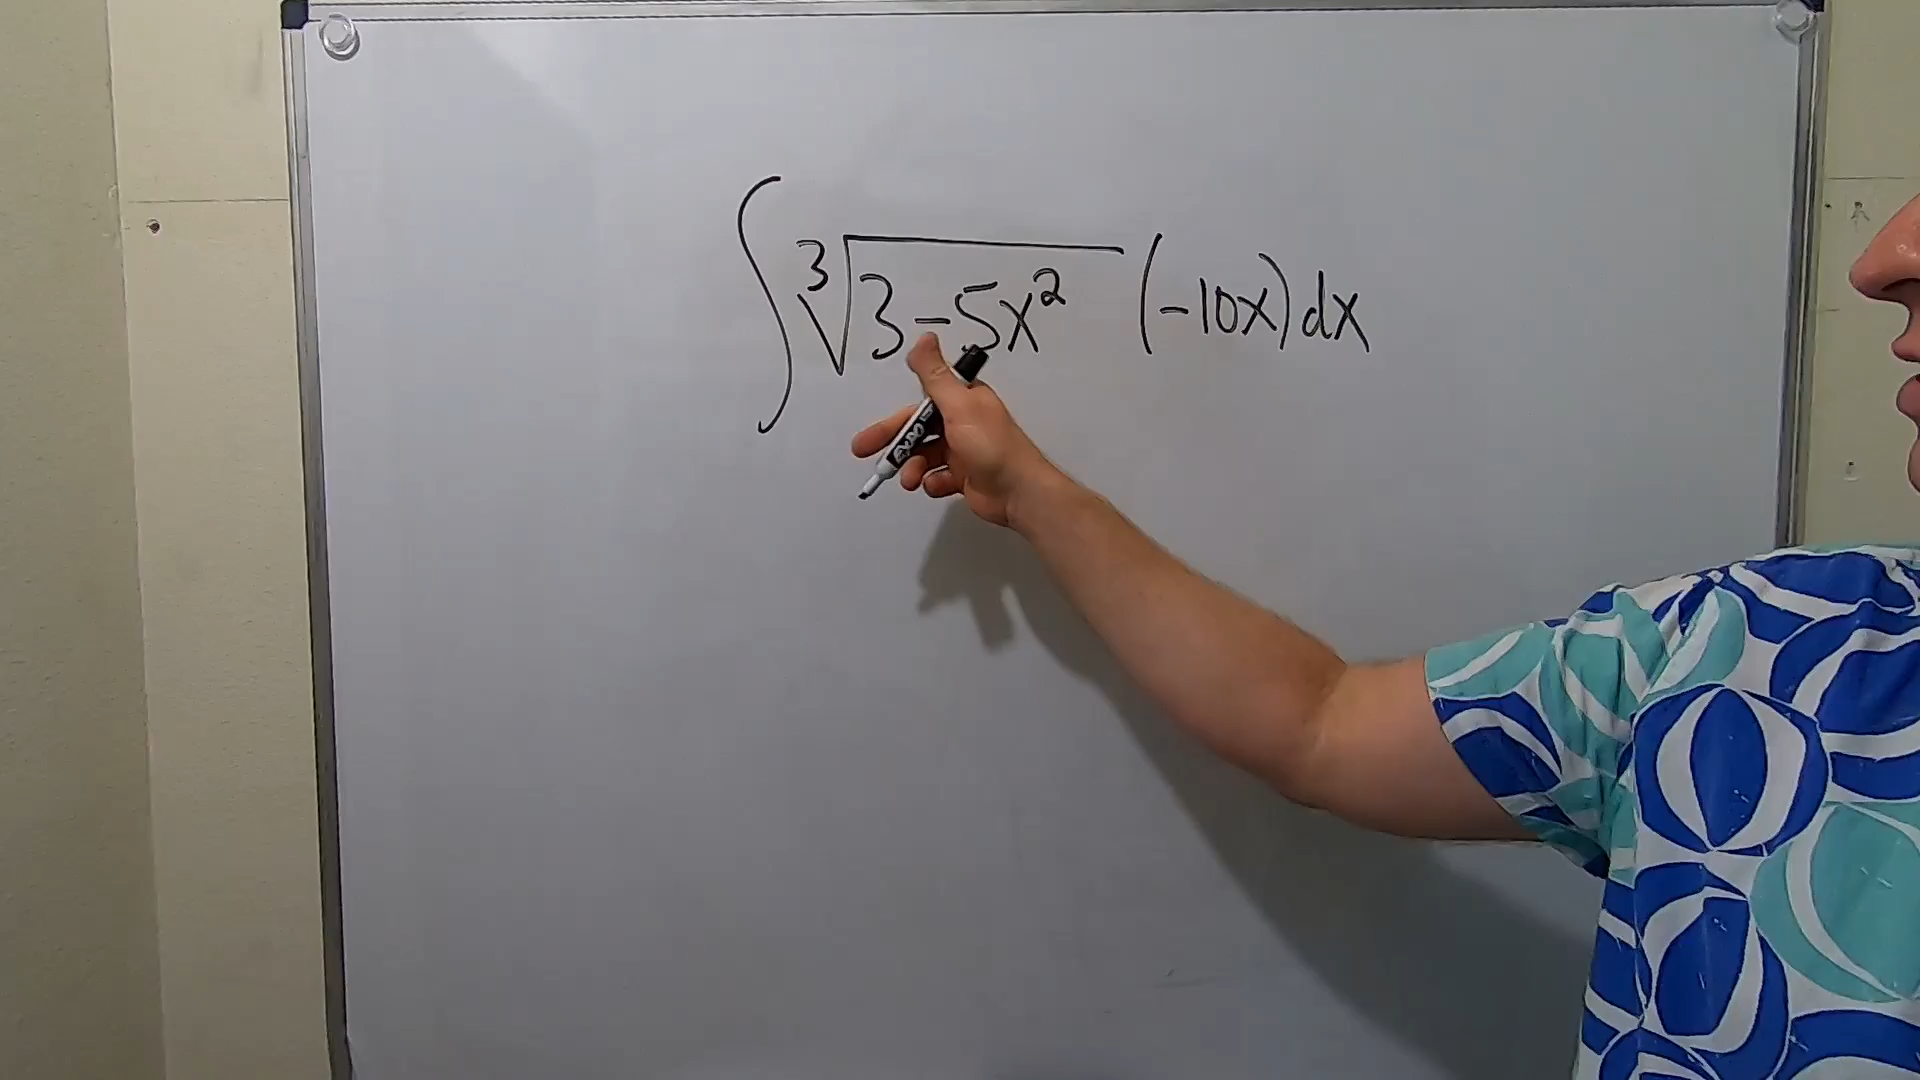 ∫ ∛(3-5x²) (-10x)dx